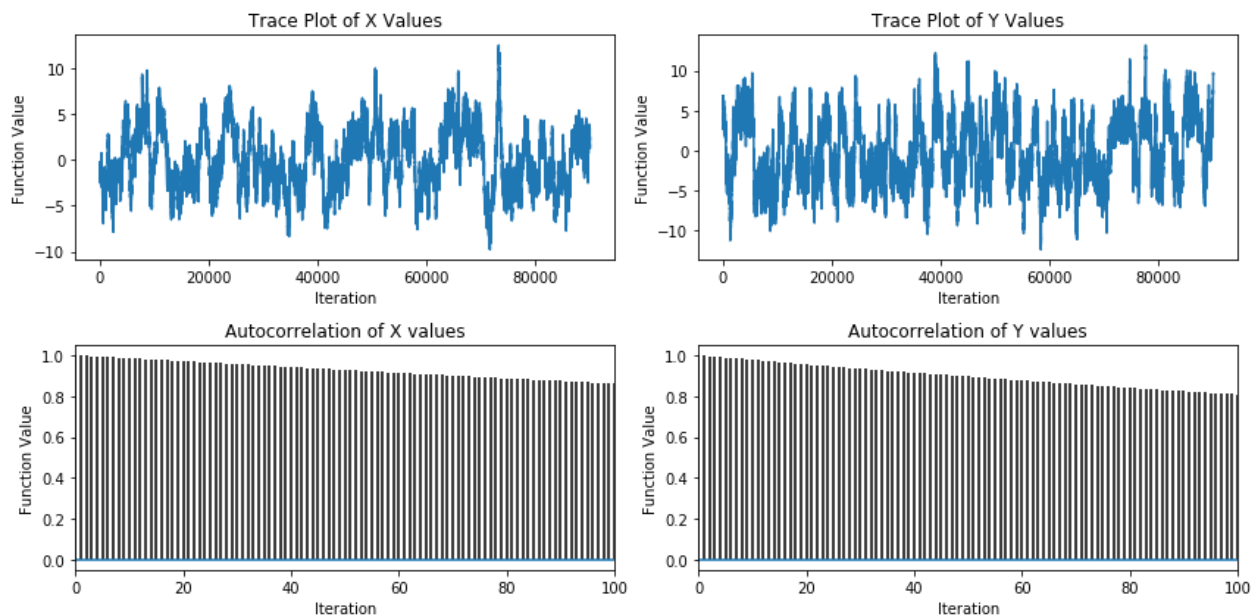 Trace Plot of X Values
Function Value
10
5
0
−5
−10
0 20000 40000 60000 80000
Iteration
Trace Plot of Y Values
Function Value
10
5
0
−5
−10
0 20000 40000 60000 80000
Iteration
Autocorrelation of X values
Function Value
1.0
0.8
0.6
0.4
0.2
0.0
0 20 40 60 80 100
Iteration
Autocorrelation of Y values
Function Value
1.0
0.8
0.6
0.4
0.2
0.0
0 20 40 60 80 100
Iteration